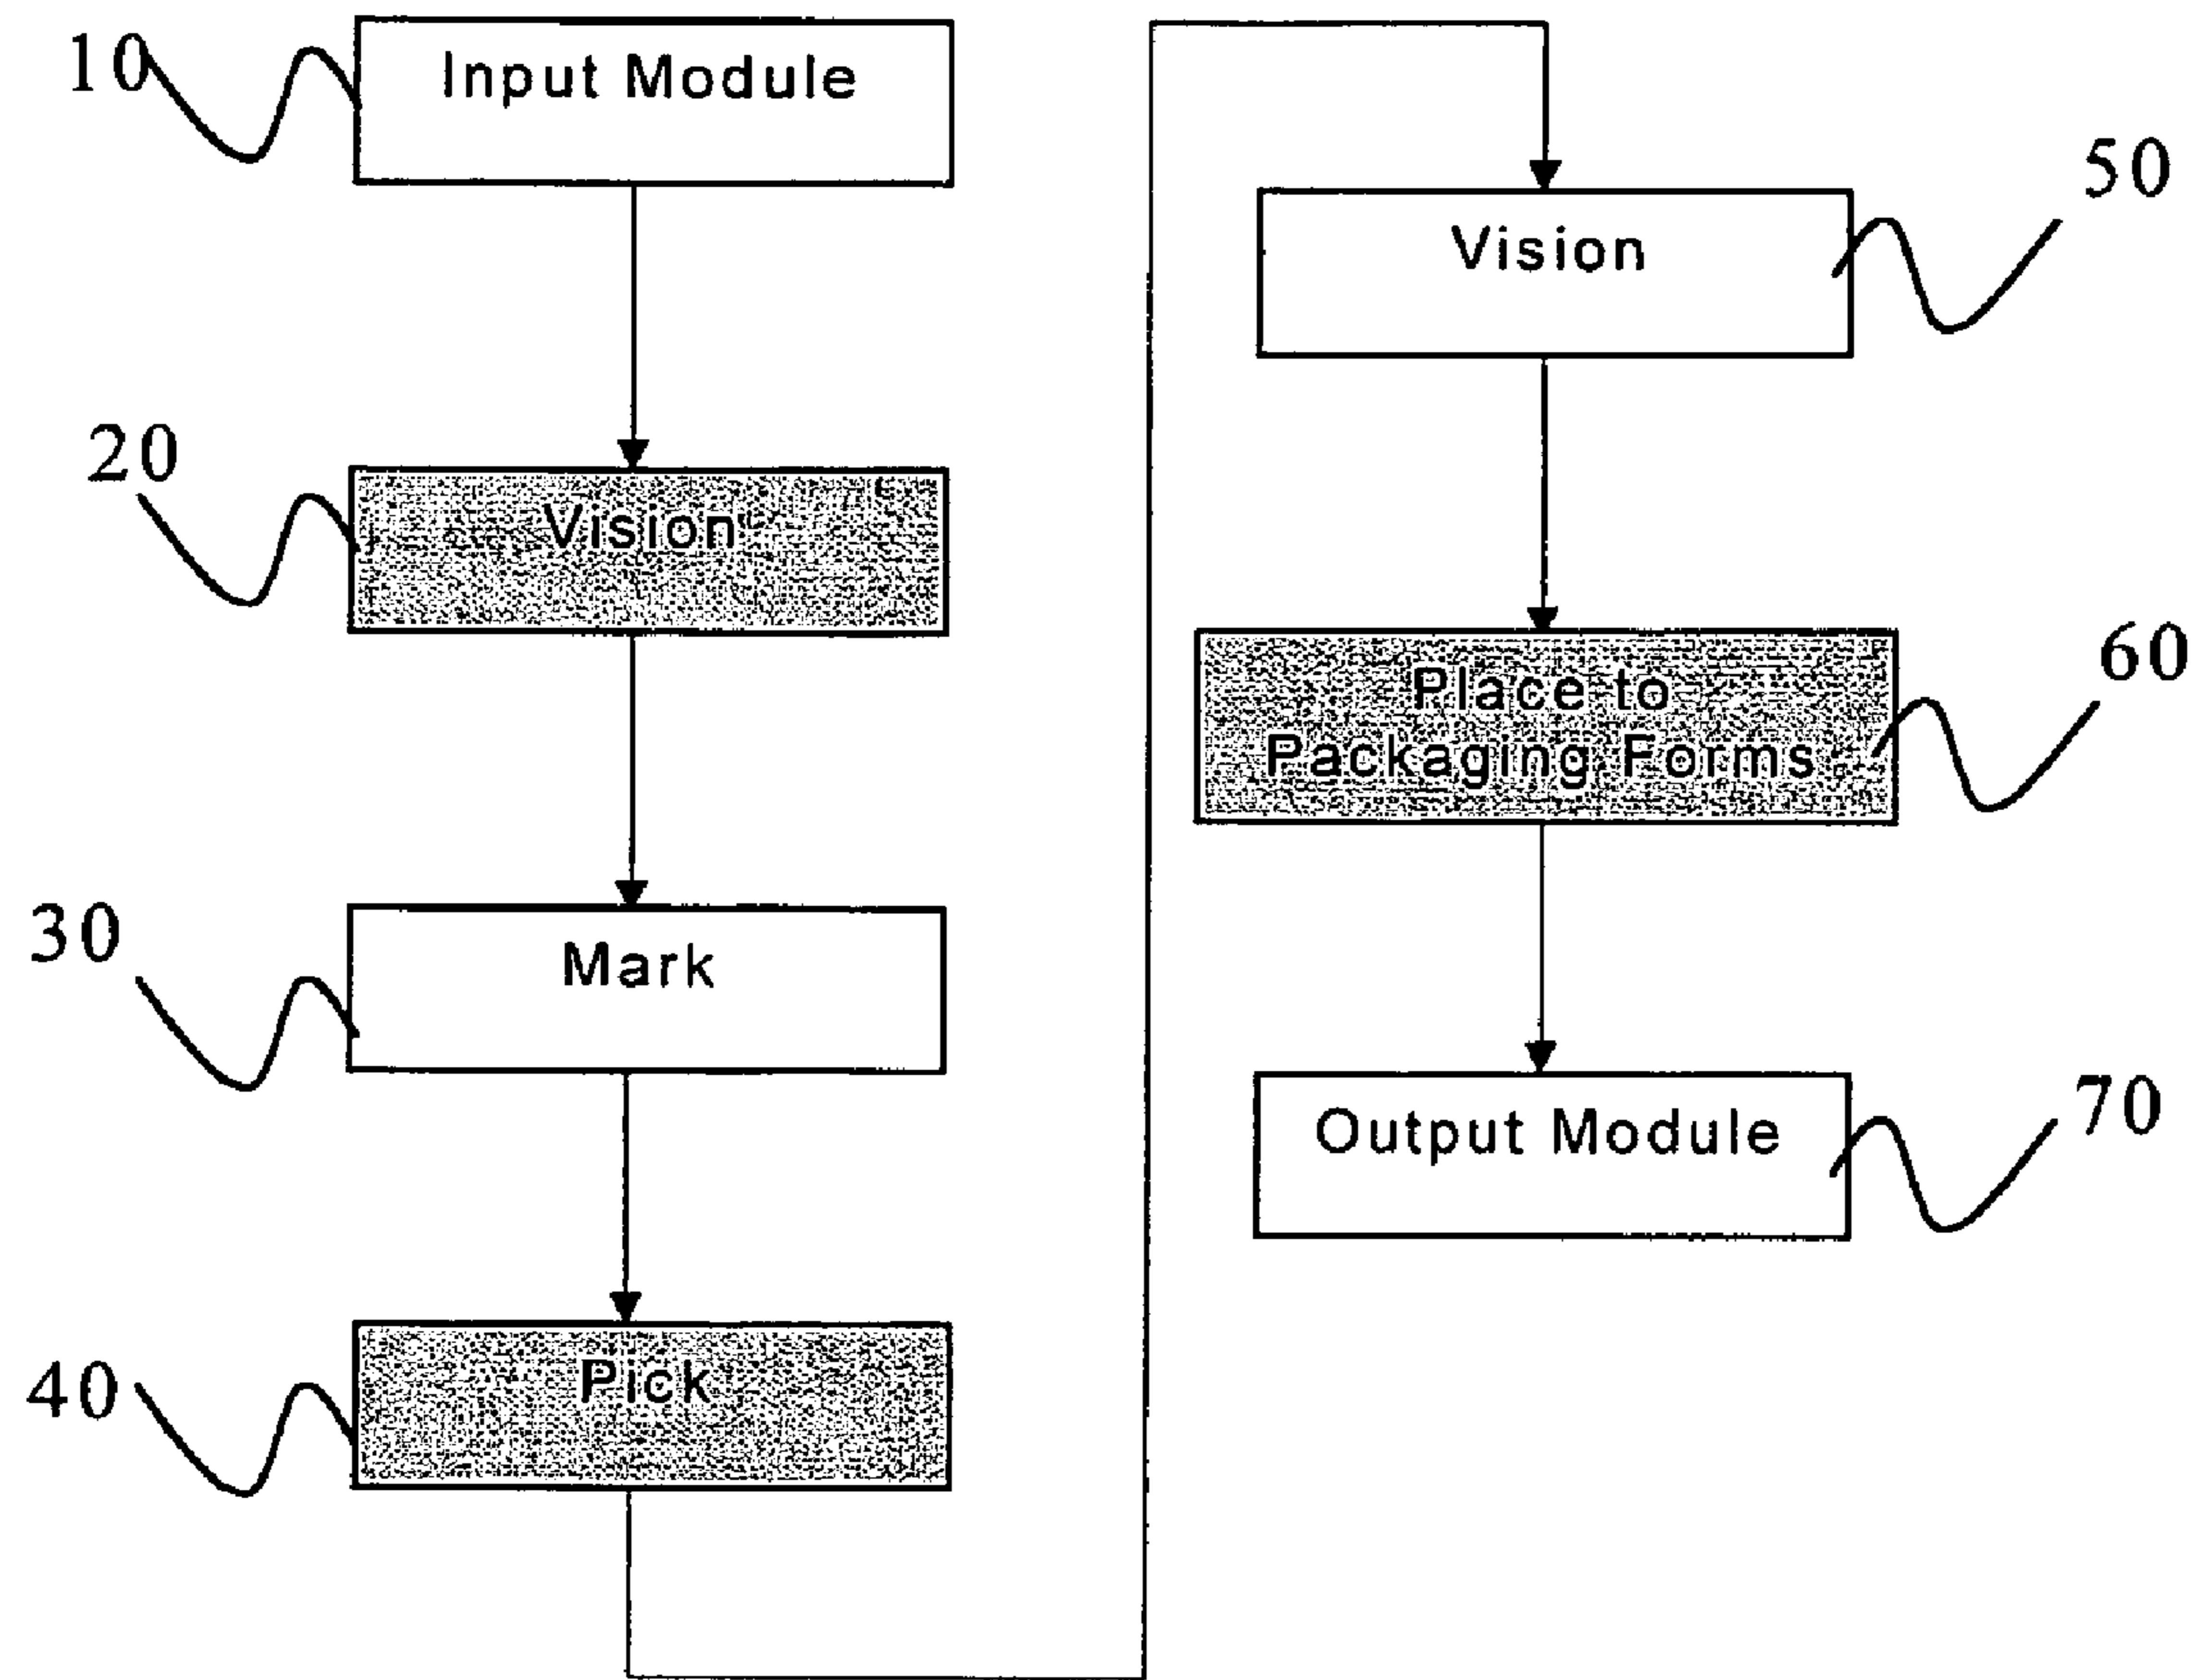 10
Input Module
20
Vision
30
Mark
40
Pick
50
Vision
60
Place to
Packaging Forms
70
Output Module